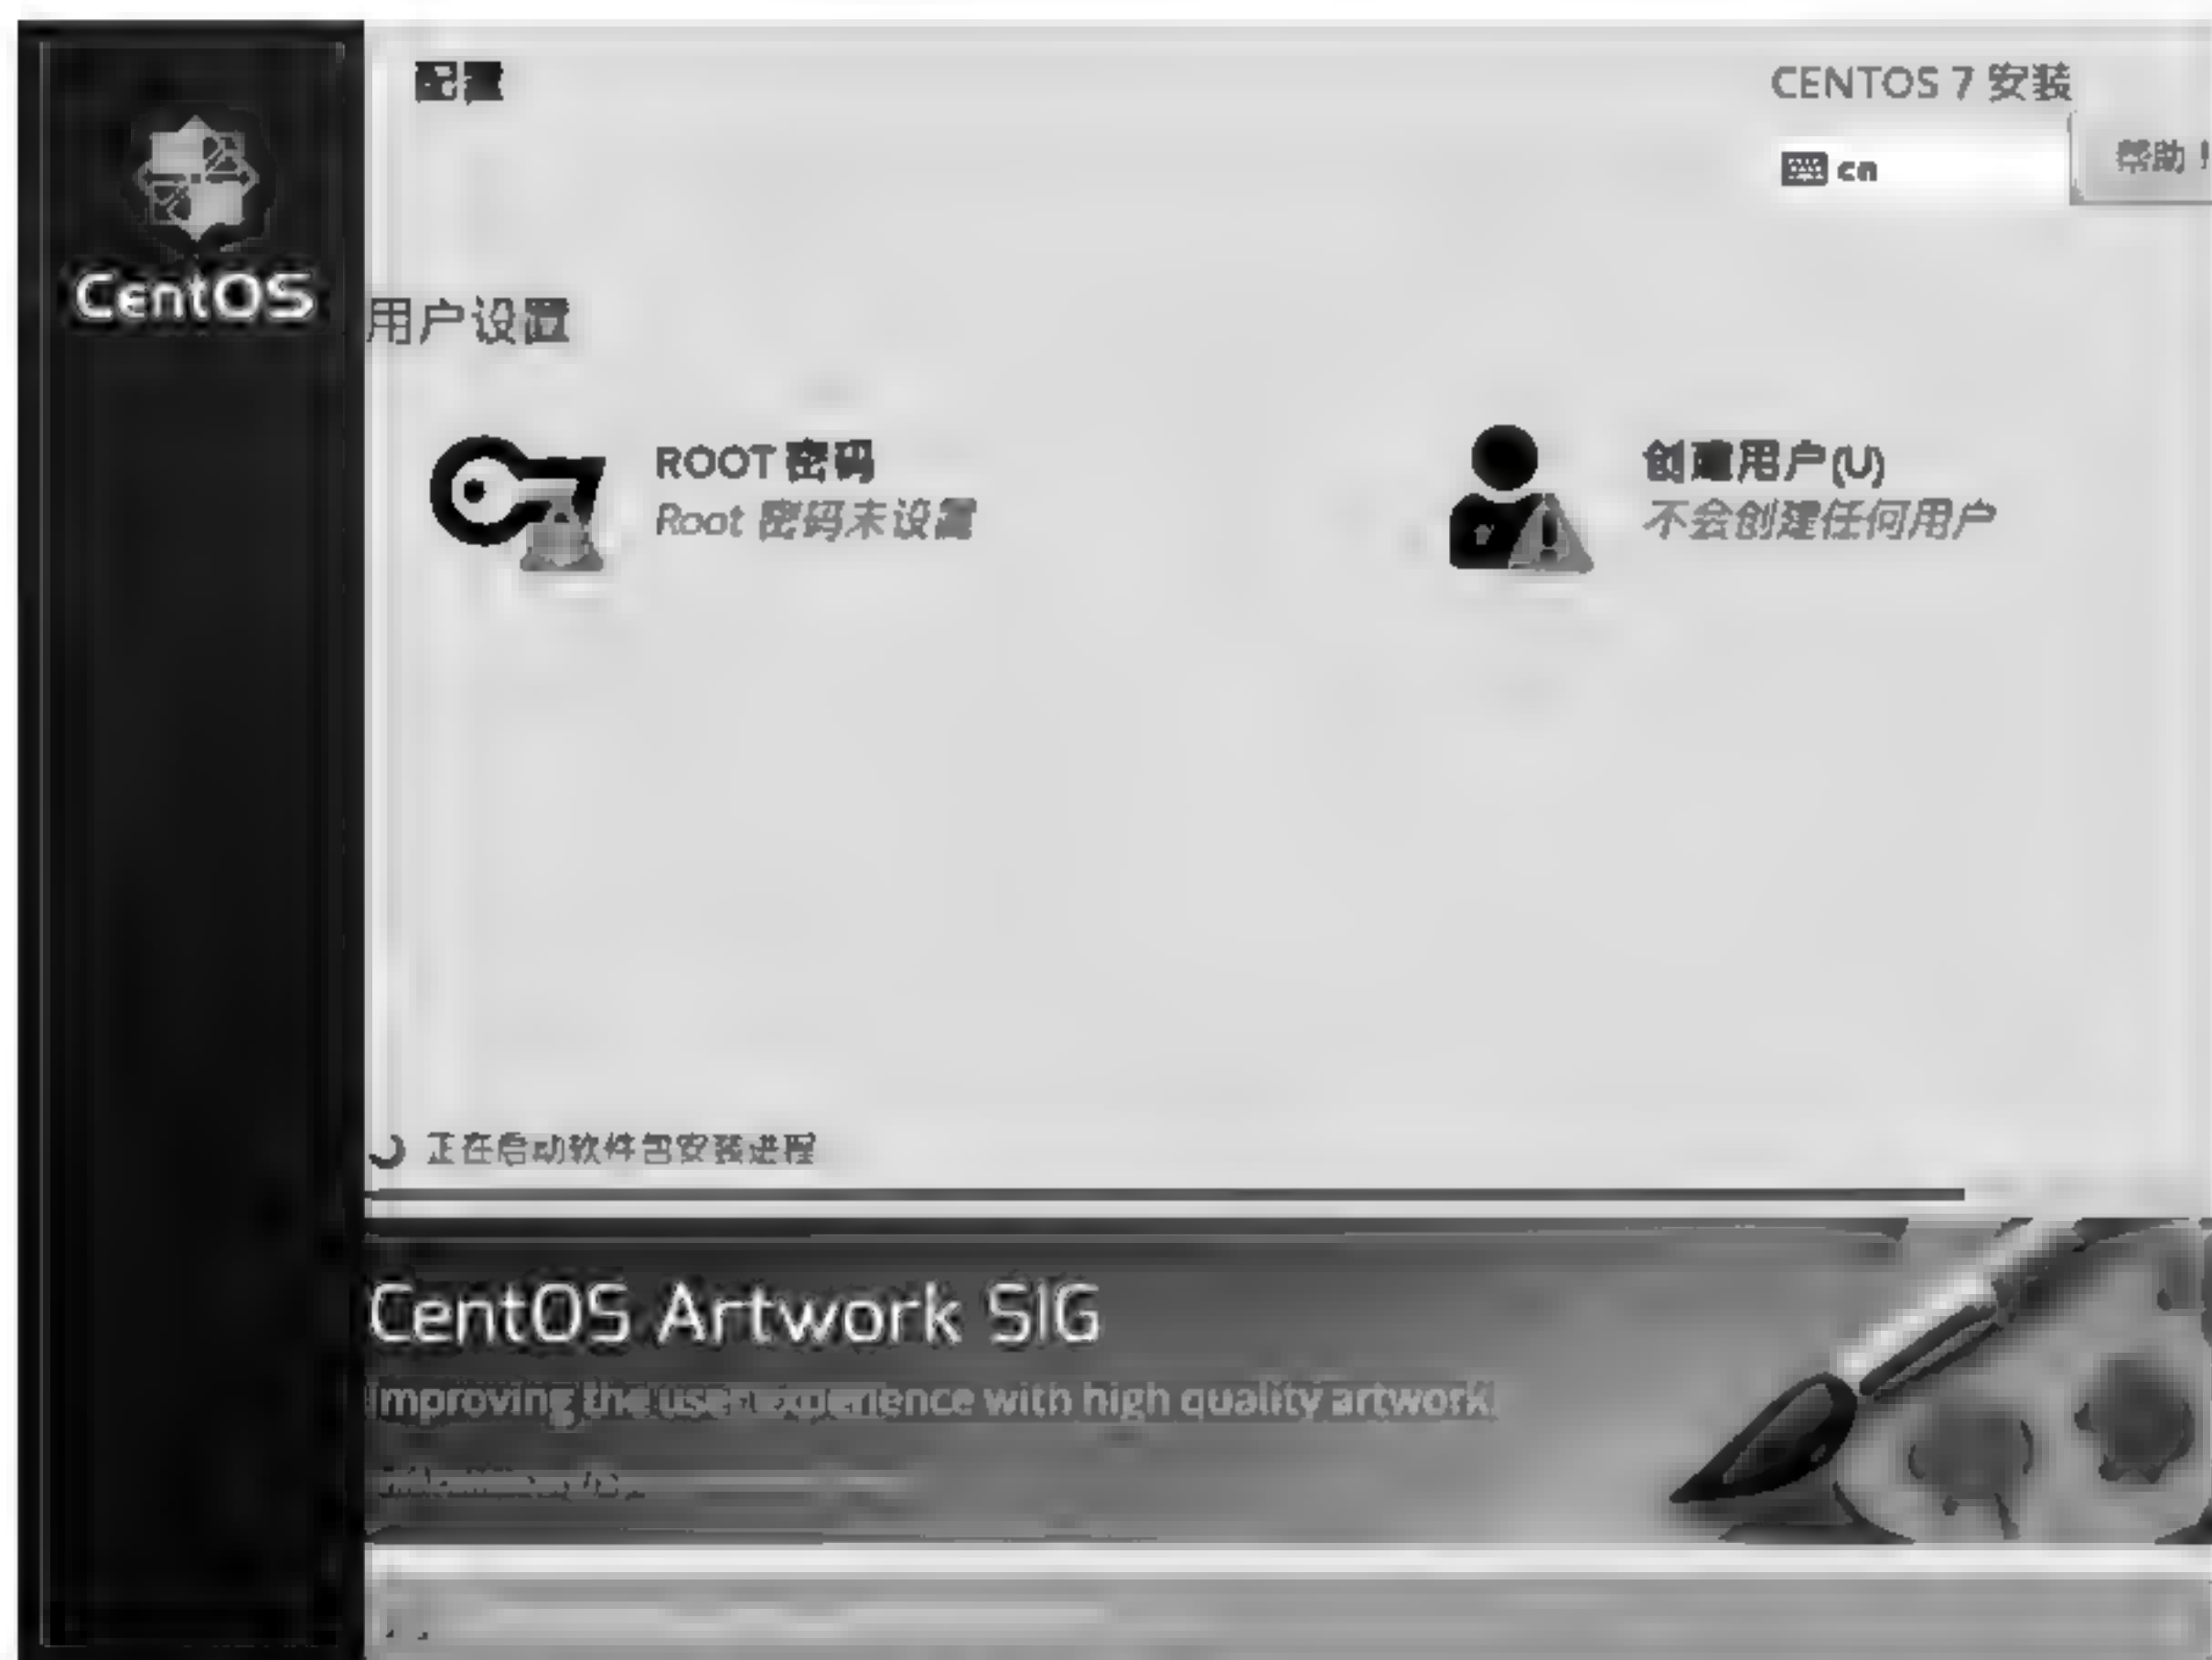 配置
CENTOS 7 安装
cn
帮助！
CentOS
用户设置
ROOT 密码
Root 密码未设置
创建用户(U)
不会创建任何用户
正在启动软件包安装进程
CentOS Artwork SIG
Improving the user experience with high quality artwork